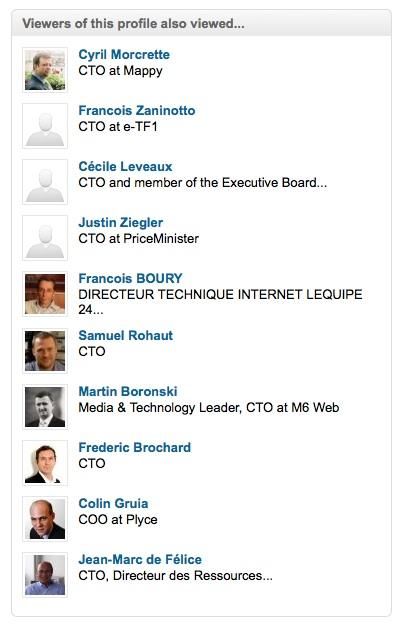 Viewers of this profile also viewed...
Cyril Morcrette
CTO at Mappy
Francois Zaninotto
CTO at e-TF1
Cécile Leveaux
CTO and member of the Executive Board...
Justin Ziegler
CTO at PriceMinister
Francois BOURY
DIRECTEUR TECHNIQUE INTERNET LEQUIPE
24...
Samuel Rohaut
CTO
Martin Boronski
Media & Technology Leader, CTO at M6 Web
Frederic Brochard
CTO
Colin Gruia
COO at Plyce
Jean-Marc de Félice
CTO, Directeur des Ressources...